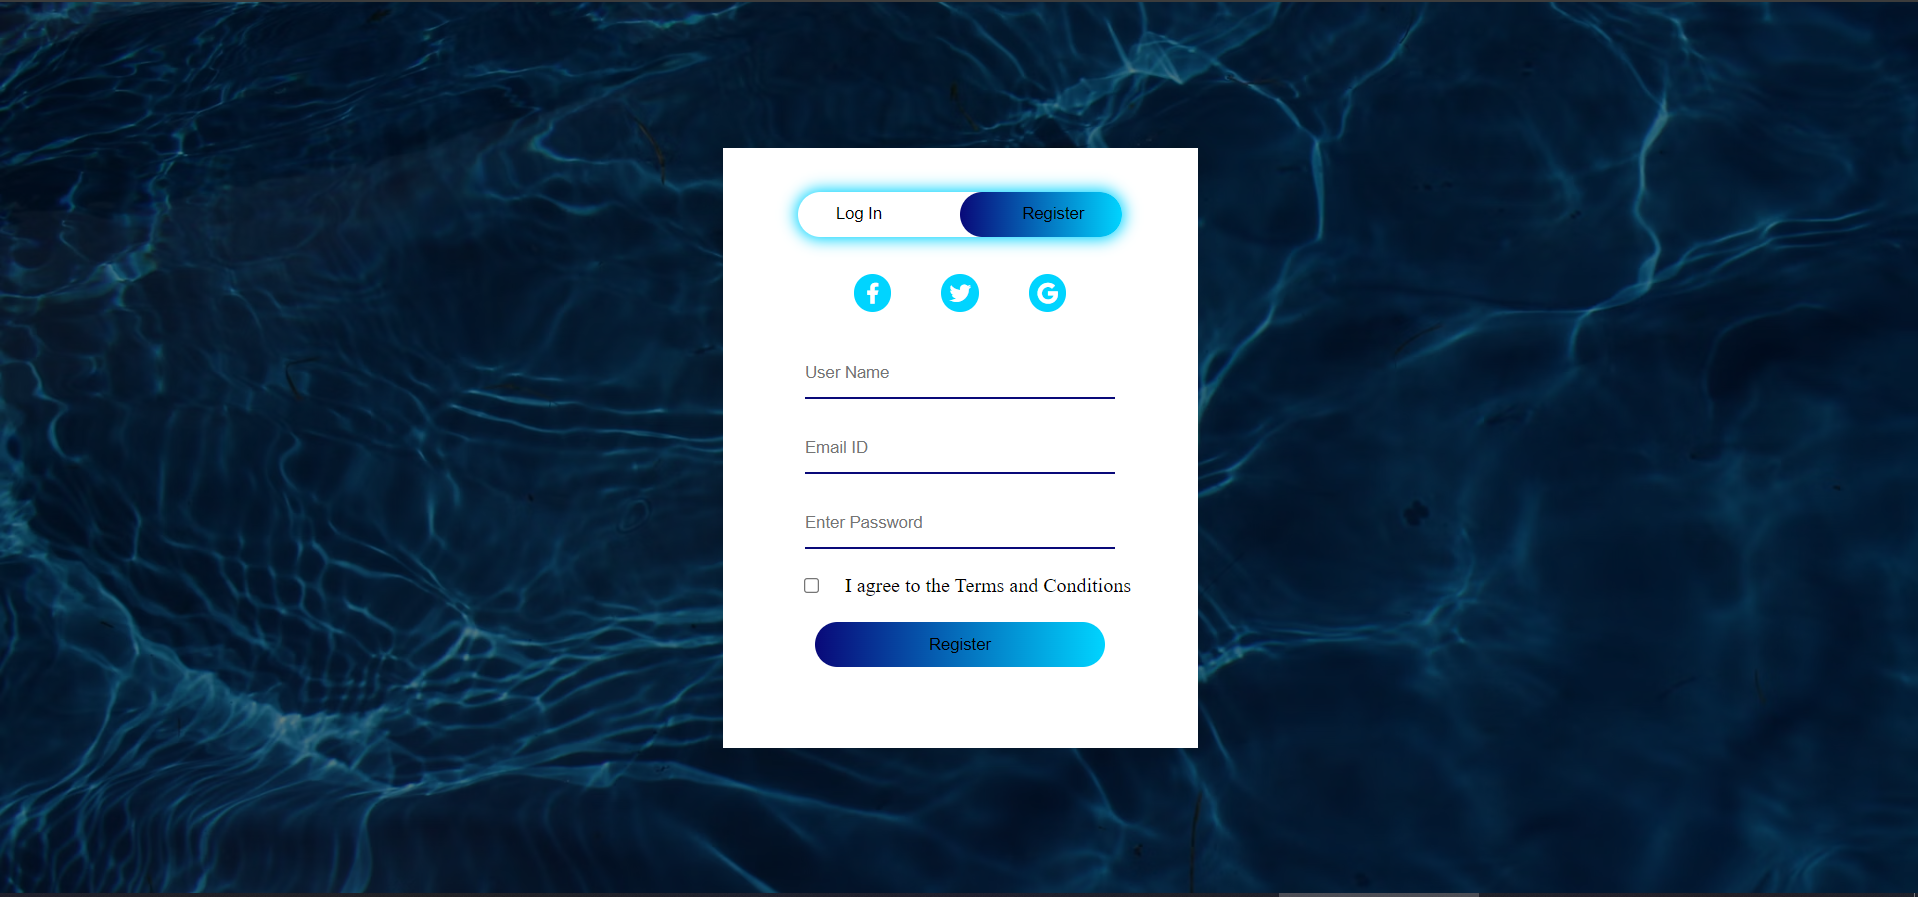 Log In Register
User Name
Email ID
Enter Password
I agree to the Terms and Conditions
Register